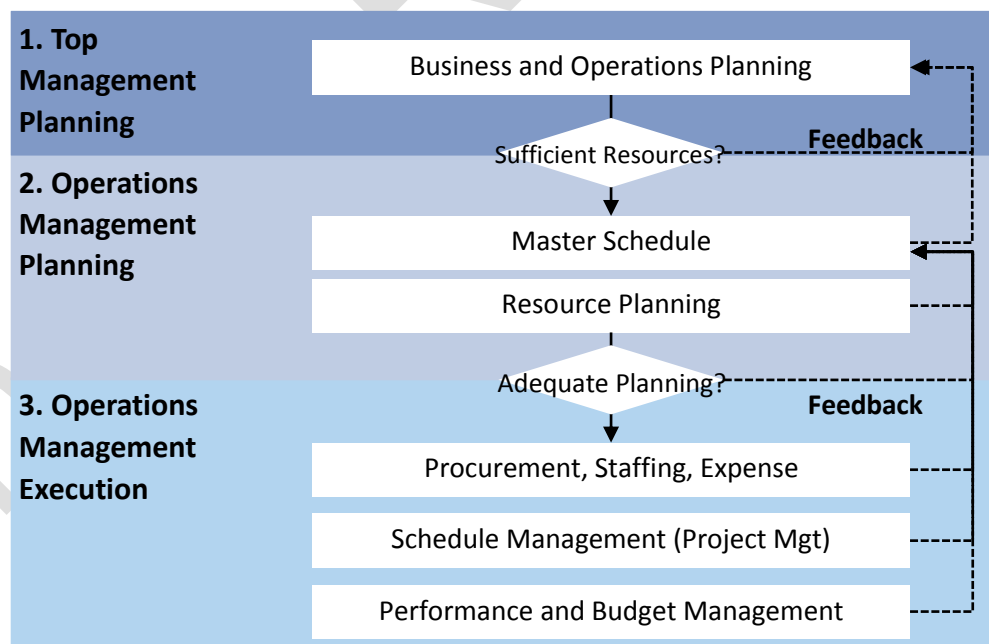 1. Top
Management
Planning
Business and Operations Planning
Sufficient Resources?
Feedback
2. Operations
Management
Planning
Master Schedule
Resource Planning
Adequate Planning?
Feedback
3. Operations
Management
Execution
Procurement, Staffing, Expense
Schedule Management (Project Mgt)
Performance and Budget Management